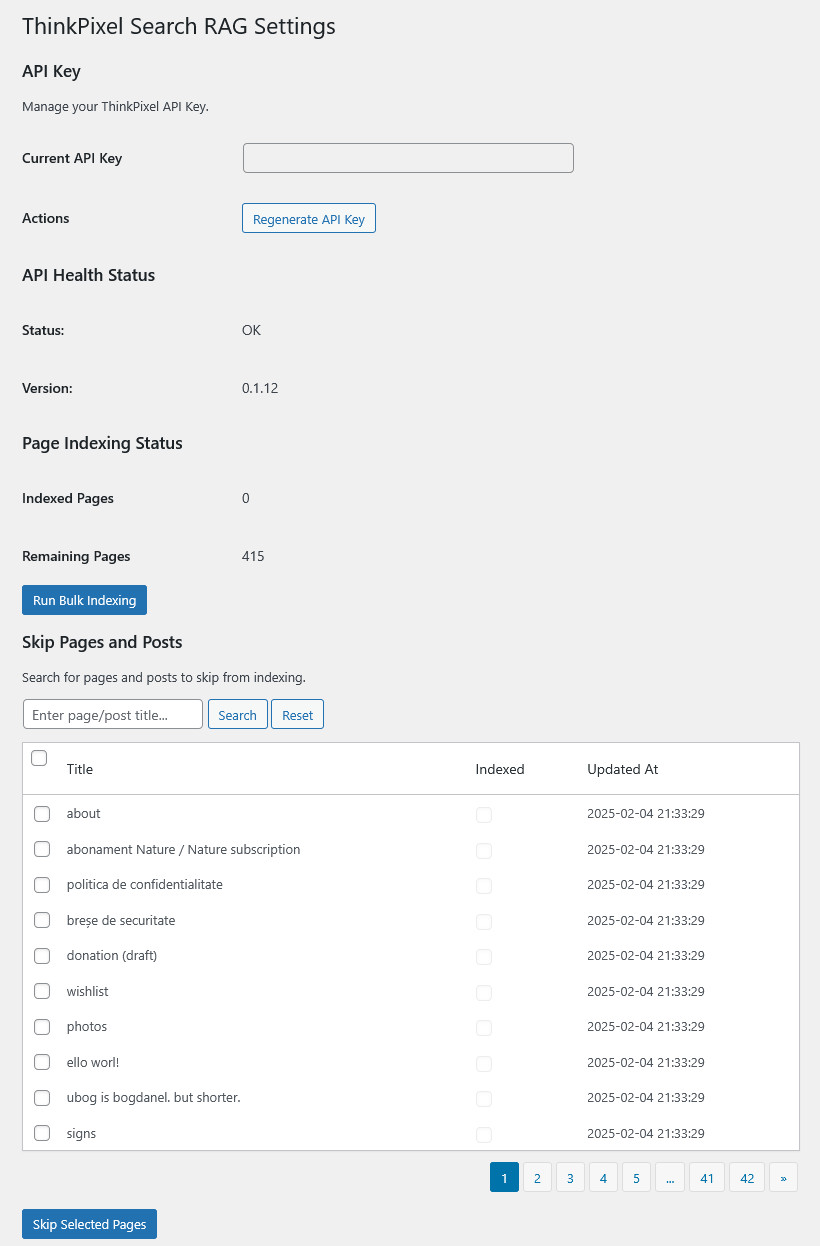 ThinkPixel Search RAG Settings
API Key
Manage your ThinkPixel API Key.
Current API Key
Actions Regenerate API Key
API Health Status
Status: OK
Version: 0.1.12
Page Indexing Status
Indexed Pages 0
Remaining Pages 415
Run Bulk Indexing
Skip Pages and Posts
Search for pages and posts to skip from indexing.
Enter page/post title... Search Reset
Title Indexed Updated At
about 2025-02-04 21:33:29
abonament Nature / Nature subscription 2025-02-04 21:33:29
politica de confidentialitate 2025-02-04 21:33:29
breșe de securitate 2025-02-04 21:33:29
donation (draft) 2025-02-04 21:33:29
wishlist 2025-02-04 21:33:29
photos 2025-02-04 21:33:29
ello worl! 2025-02-04 21:33:29
ubog is bogdanel. but shorter. 2025-02-04 21:33:29
signs 2025-02-04 21:33:29
1 2 3 4 5 ... 41 42 »
Skip Selected Pages